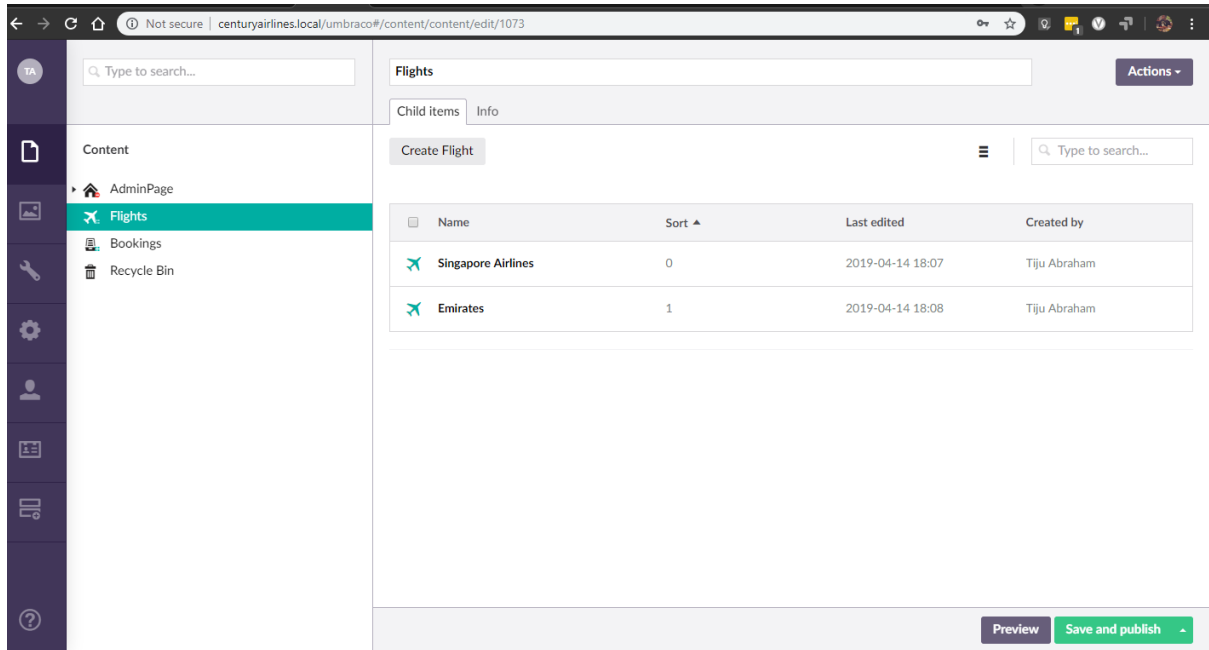 Not secure | centuryairlines.local/umbraco#/content/content/edit/1073
1
TA
Type to search...
Flights
Actions
Child items Info
Content
Create Flight
Type to search...
AdminPage
Flights
Bookings
Recycle Bin
Name Sort Last edited Created by
Singapore Airlines 0 2019-04-14 18:07 Tiju Abraham
Emirates 1 2019-04-14 18:08 Tiju Abraham
Preview Save and publish